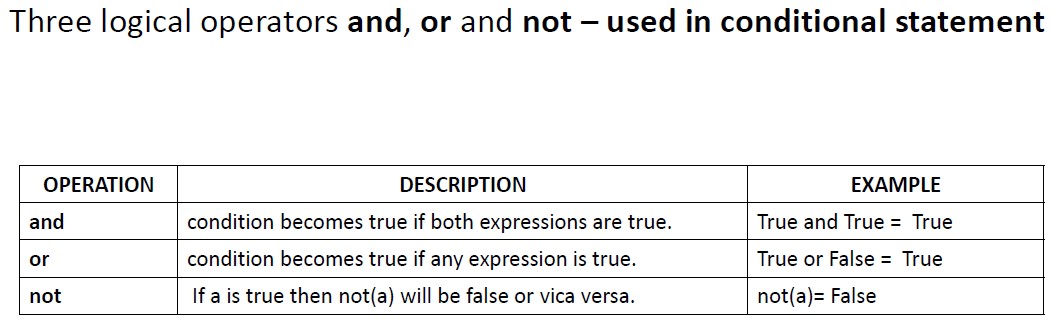 Three logical operators and, or and not – used in conditional statement
OPERATION DESCRIPTION EXAMPLE
and condition becomes true if both expressions are true. True and True = True
or condition becomes true if any expression is true. True or False = True
not If a is true then not(a) will be false or vica versa. not(a)= False